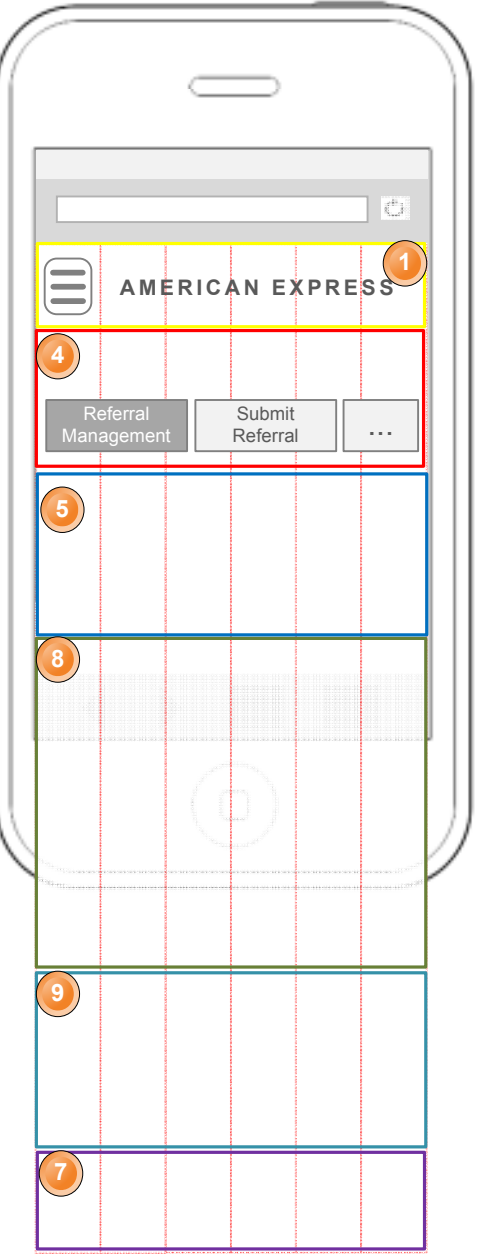 1
AMERICAN EXPRESS
4
Referral
Management
Submit
Referral
...
5
8
9
7